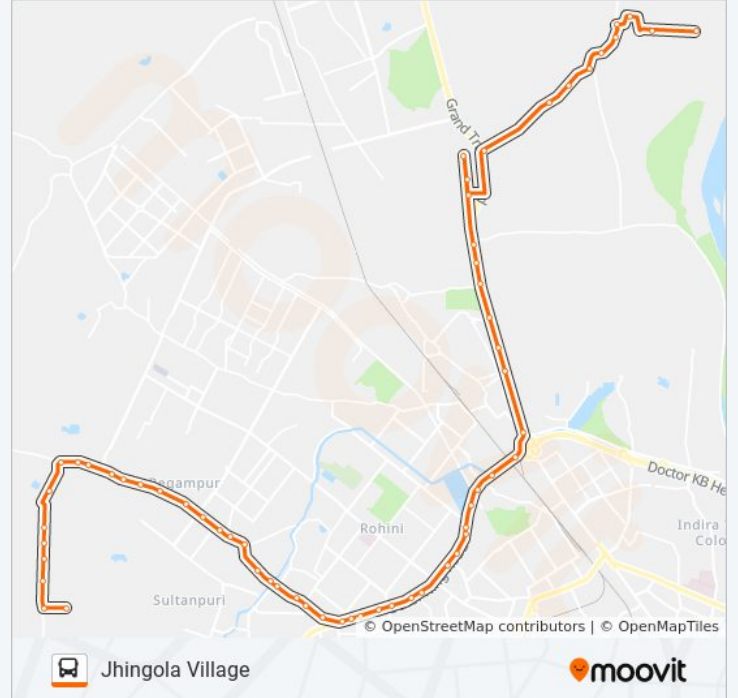 Grand Tr
Doctor KB He
Begampur
Indira
Colo
Rohini
Sultanpuri
© OpenStreetMap contributors | © OpenMapTiles
Jhingola Village
moovit